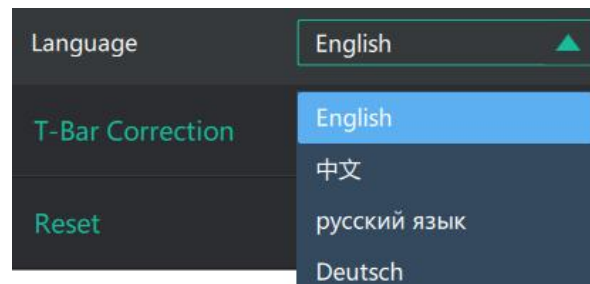 Language English
English
T-Bar Correction
中文
Reset
русский язык
Deutsch